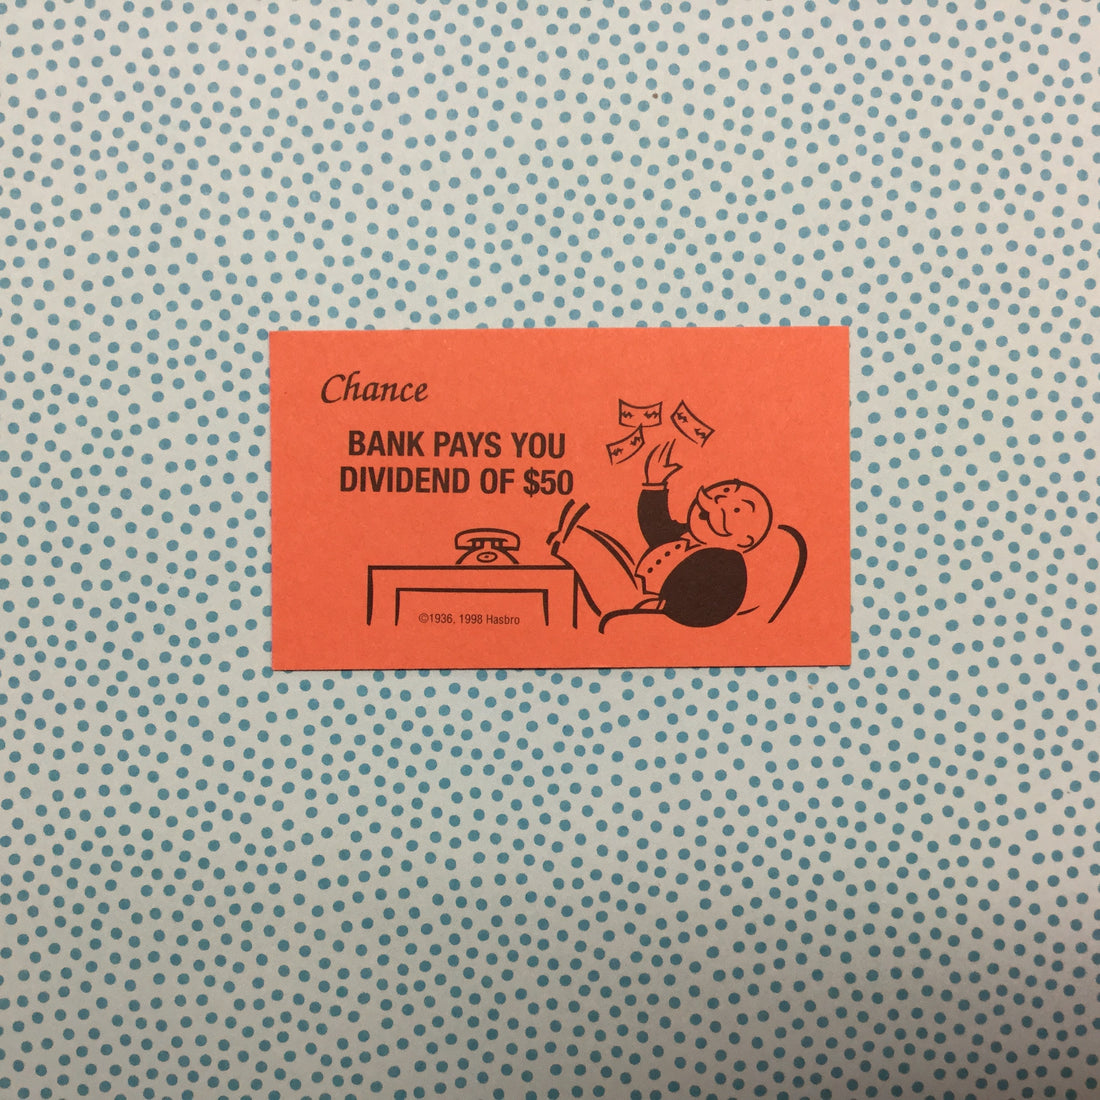 Chance
BANK PAYS YOU
DIVIDEND OF $50
©1936, 1998 Hasbro